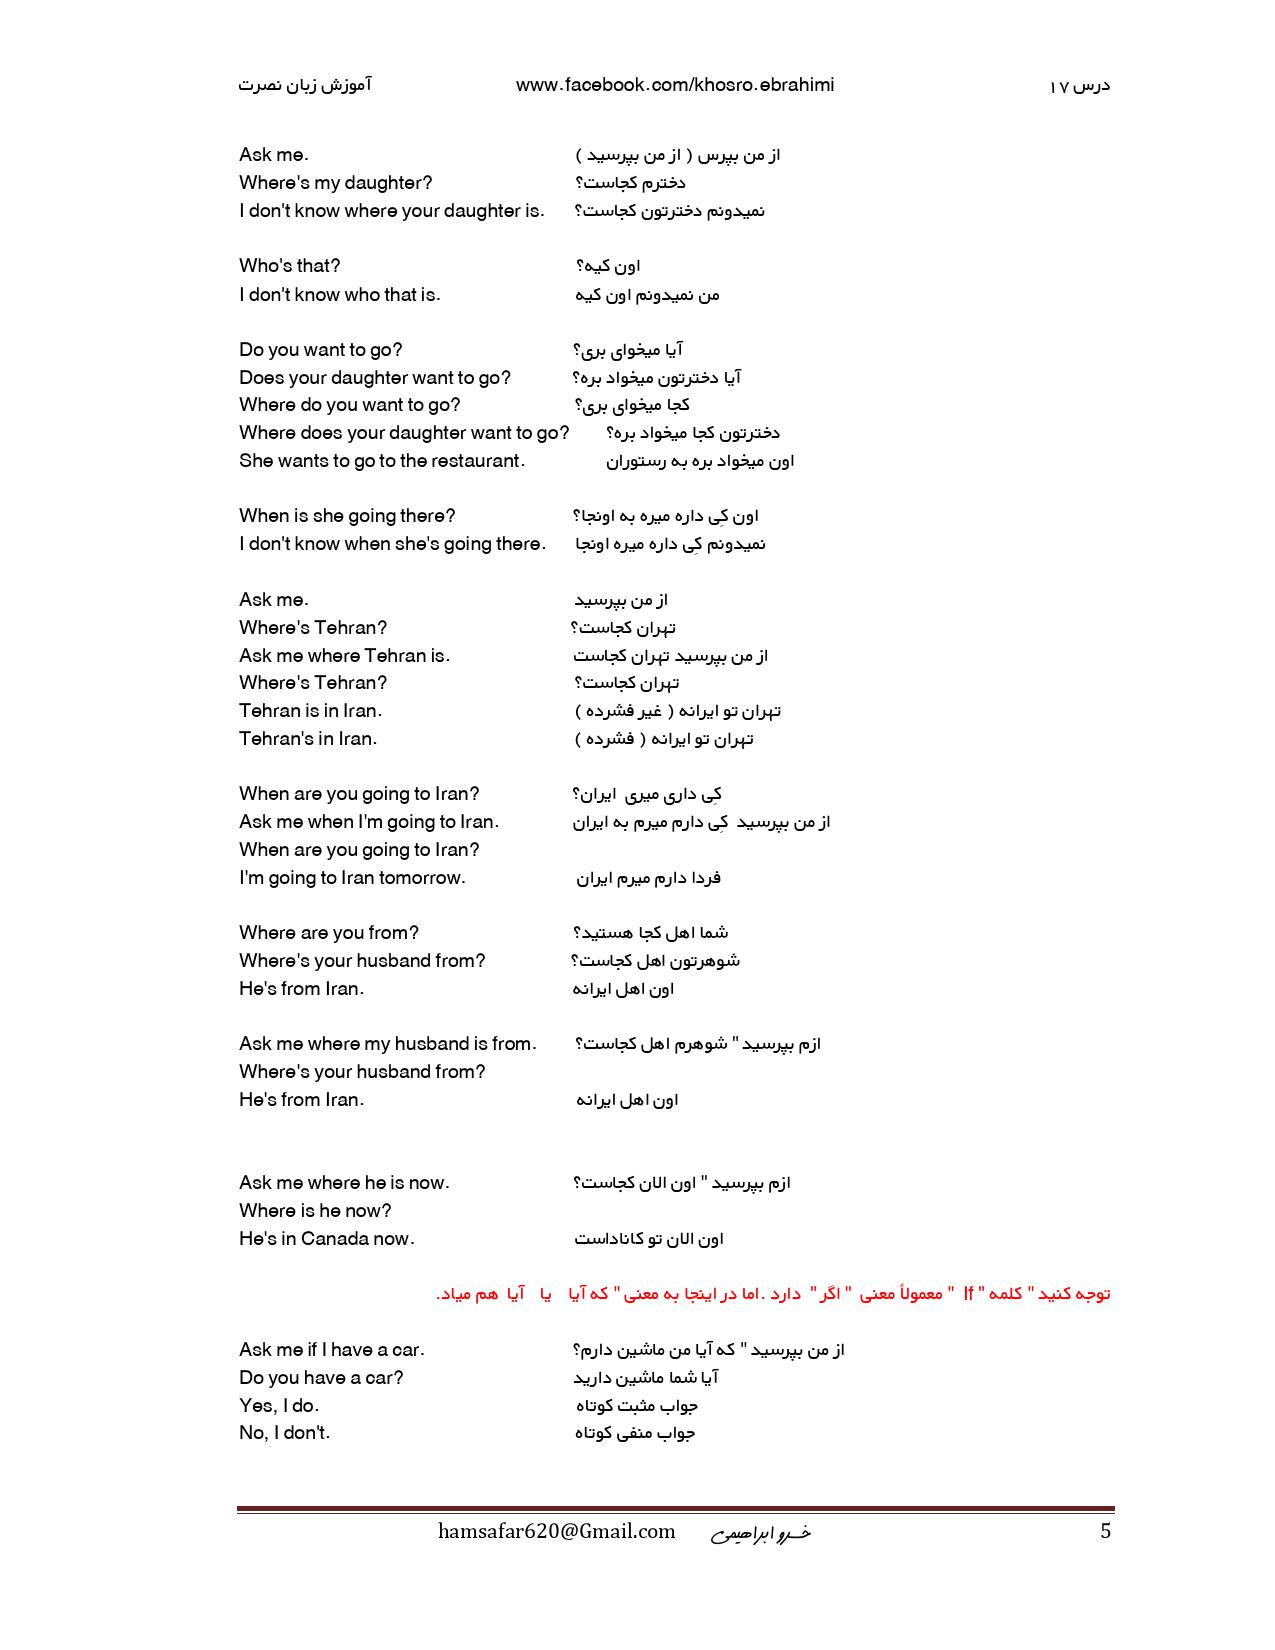 درس ۱۷ www.facebook.com/khosro.ebrahimi آموزش زبان نصرت
Ask me. از من بپرس ( از من بپرسید )
Where's my daughter? دخترم کجاست؟
I don't know where your daughter is. نمیدونم دخترتون کجاست؟
Who's that? اون کیه؟
I don't know who that is. من نمیدونم اون کیه
Do you want to go? آیا میخوای بری؟
Does your daughter want to go? آیا دخترتون میخواد بره؟
Where do you want to go? کجا میخوای بری؟
Where does your daughter want to go? دخترتون کجا میخواد بره؟
She wants to go to the restaurant. اون میخواد بره به رستوران
When is she going there? اون کِی داره میره به اونجا؟
I don't know when she's going there. نمیدونم کِی داره میره اونجا
Ask me. از من بپرسید
Where's Tehran? تهران کجاست؟
Ask me where Tehran is. از من بپرسید تهران کجاست
Where's Tehran? تهران کجاست؟
Tehran is in Iran. تهران تو ایرانه ( غیر فشرده )
Tehran's in Iran. تهران تو ایرانه ( فشرده )
When are you going to Iran? کِی داری میری ایران؟
Ask me when I'm going to Iran. از من بپرسید کِی دارم میرم به ایران
When are you going to Iran?
I'm going to Iran tomorrow. فردا دارم میرم ایران
Where are you from? شما اهل کجا هستید؟
Where's your husband from? شوهرتون اهل کجاست؟
He's from Iran. اون اهل ایرانه
Ask me where my husband is from. ازم بپرسید " شوهرم اهل کجاست؟
Where's your husband from?
He's from Iran. اون اهل ایرانه
Ask me where he is now. ازم بپرسید " اون الان کجاست؟
Where is he now?
He's in Canada now. اون الان تو کاناداست
توجه کنید " کلمه " If " معمولاً معنی " اگر " دارد . اما در اینجا به معنی " که آیا یا آیا هم میاد.
Ask me if I have a car. از من بپرسید " که آیا من ماشین دارم؟
Do you have a car? آیا شما ماشین دارید
Yes, I do. جواب مثبت کوتاه
No, I don't. جواب منفی کوتاه
hamsafar620@Gmail.com خسرو ابراهیمی 5